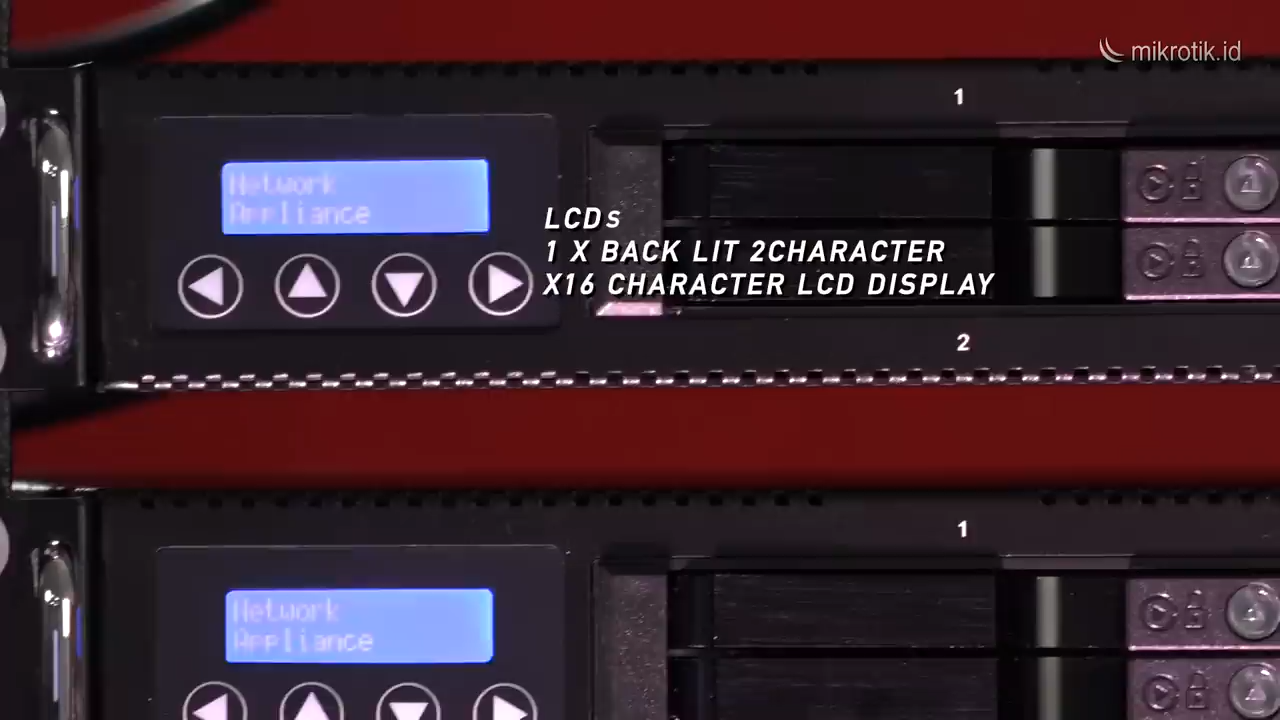 mikrotik.id
1
Network
Appliance
LCDs
1 X BACK LIT 2CHARACTER
X16 CHARACTER LCD DISPLAY
2
1
Network
Appliance